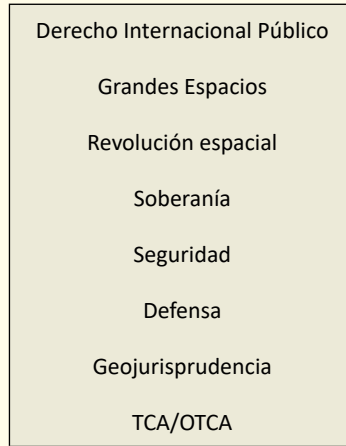 Derecho Internacional Público
Grandes Espacios
Revolución espacial
Soberanía
Seguridad
Defensa
Geojurisprudencia
TCA/OTCA